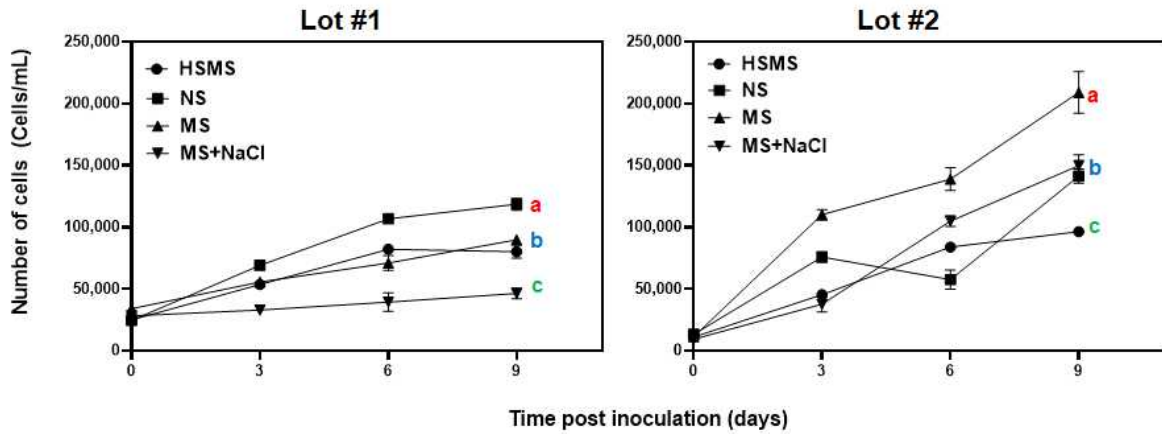 Lot #1
Number of cells (Cells/mL)
250,000
200,000
150,000
100,000
50,000
0
HSMS
NS
MS
MS+NaCl
a
b
c
0 3 6 9
Lot #2
250,000
200,000
150,000
100,000
50,000
0
HSMS
NS
MS
MS+NaCl
a
b
c
0 3 6 9
Time post inoculation (days)